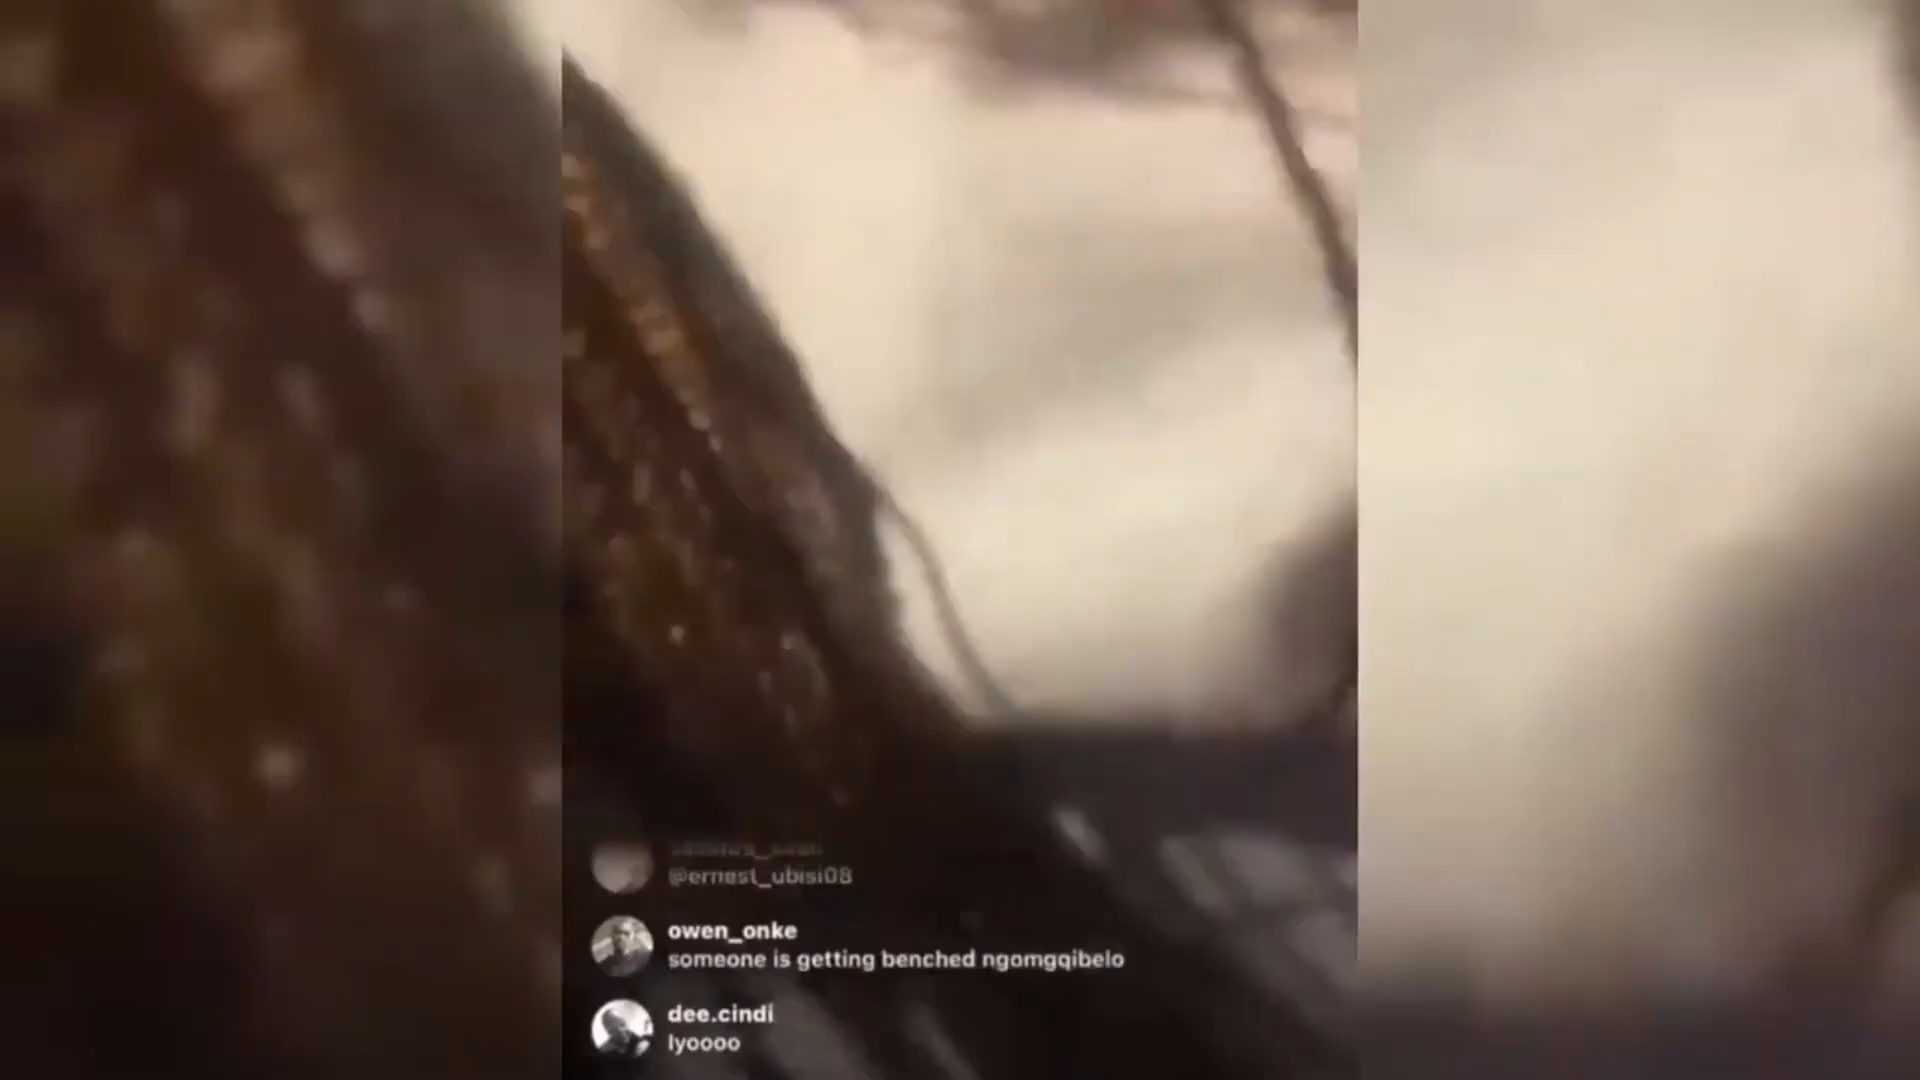 @ernest_ubisi08
owen_onke
someone is getting benched ngomgqibelo
dee.cindi
Iyoooo